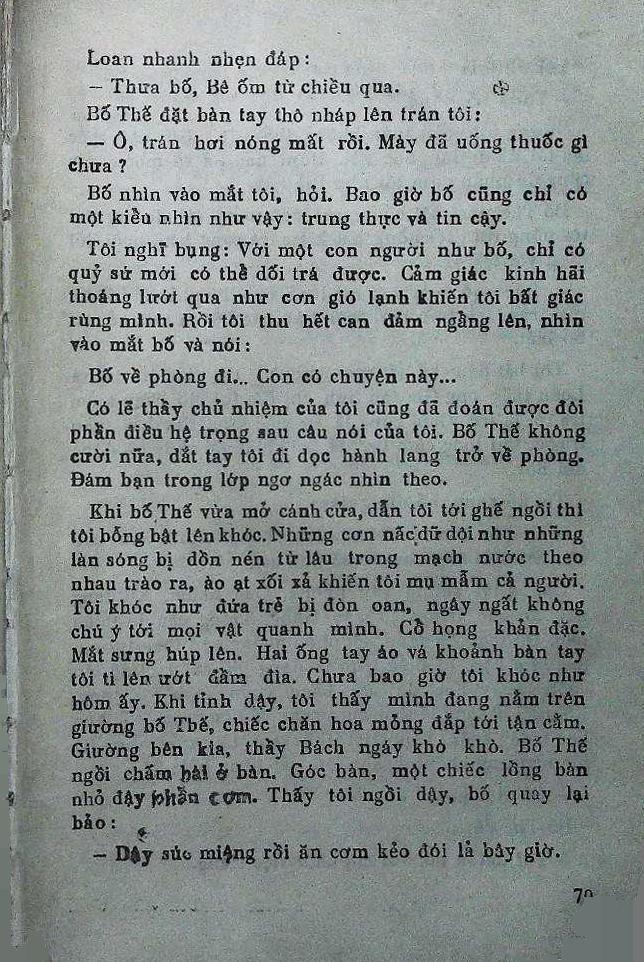 Loan nhanh nhẹn đáp:
— Thưa bố, Bê ốm từ chiều qua.
Bố Thế đặt bàn tay thô nháp lên trán tôi:
— Ô, trán hơi nóng mất rồi. Mày đã uống thuốc gì
chưa ?
Bố nhìn vào mắt tôi, hỏi. Bao giờ bố cũng chỉ có
một kiểu nhìn như vậy: trung thực và tin cậy.
Tôi nghĩ bụng: Với một con người như bố, chỉ có
quỷ sứ mới có thể dối trá được. Cảm giác kinh hãi
thoáng lướt qua như cơn gió lạnh khiến tôi bất giác
rùng mình. Rồi tôi thu hết can đảm ngẩng lên, nhìn
vào mắt bố và nói:
Bố về phòng đi... Con có chuyện này...
Có lẽ thầy chủ nhiệm của tôi cũng đã đoán được đôi
phần điều hệ trọng sau câu nói của tôi. Bố Thế không
cười nữa, dắt tay tôi đi dọc hành lang trở về phòng.
Đám bạn trong lớp ngơ ngác nhìn theo.
Khi bố Thế vừa mở cánh cửa, dẫn tôi tới ghế ngồi thì
tôi bỗng bật lên khóc. Những cơn nấc dữ dội như những
làn sóng bị dồn nén từ lâu trong mạch nước theo
nhau trào ra, ào ạt xối xả khiến tôi mụ mẫm cả người.
Tôi khóc như đứa trẻ bị đòn oan, ngây ngất không
chú ý tới mọi vật quanh mình. Cổ họng khản đặc.
Mắt sưng húp lên. Hai ống tay áo và khoảnh bàn tay
tôi tì lên ướt đầm đìa. Chưa bao giờ tôi khóc như
hôm ấy. Khi tỉnh dậy, tôi thấy mình đang nằm trên
giường bố Thế, chiếc chăn hoa mỏng đắp tới tận cằm.
Giường bên kia, thầy Bách ngáy khò khò. Bố Thế
ngồi chấm bài ở bàn. Góc bàn, một chiếc lồng bàn
nhỏ đậy phần cơm. Thấy tôi ngồi dậy, bố quay lại
bảo:
— Dậy súc miệng rồi ăn cơm kẻo đói lả bây giờ.